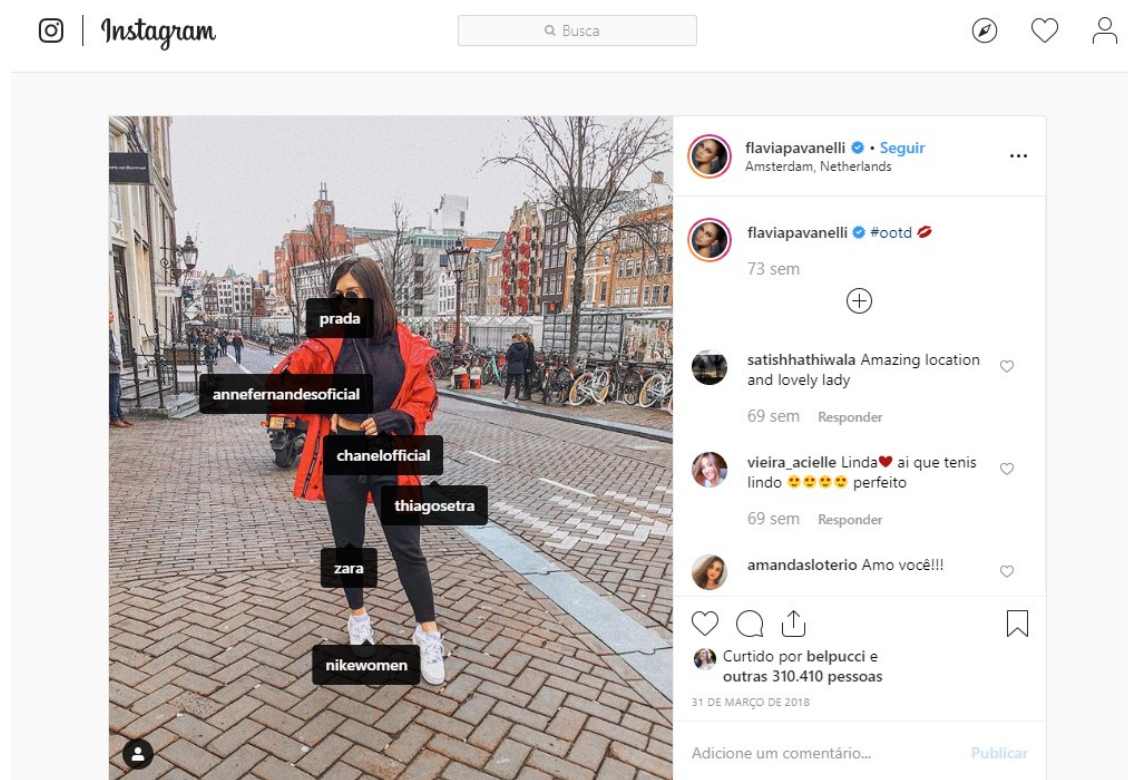 Instagram
Busca
flaviapavanelli • Seguir
Amsterdam, Netherlands
flaviapavanelli #ootd
73 sem
satishhathiwala Amazing location
and lovely lady
69 sem Responder
vieira_acielle Linda ai que tenis
lindo 😍😍😍😍 perfeito
69 sem Responder
amandasloterio Amo você!!!
Curtido por belpucci e
outras 310.410 pessoas
31 DE MARÇO DE 2018
Adicione um comentário... Publicar
prada
annefernandesoficial
chanelofficial
thiagosetra
zara
nikewomen